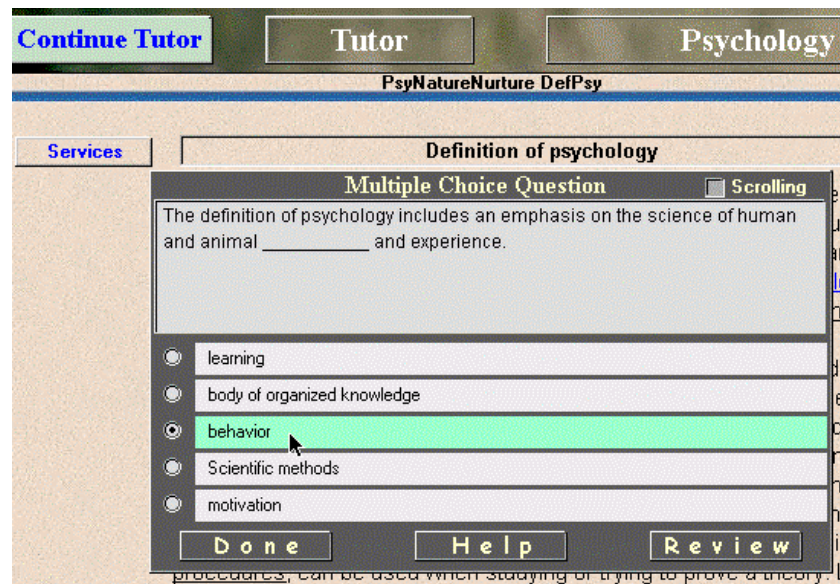 Continue Tutor
Tutor
Psychology
PsyNatureNurture DefPsy
Services
Definition of psychology
Multiple Choice Question
Scrolling
The definition of psychology includes an emphasis on the science of human
and animal ___________ and experience.
learning
body of organized knowledge
behavior
Scientific methods
motivation
Done
Help
Review
procedures, can be used when studying or trying to prove a theory